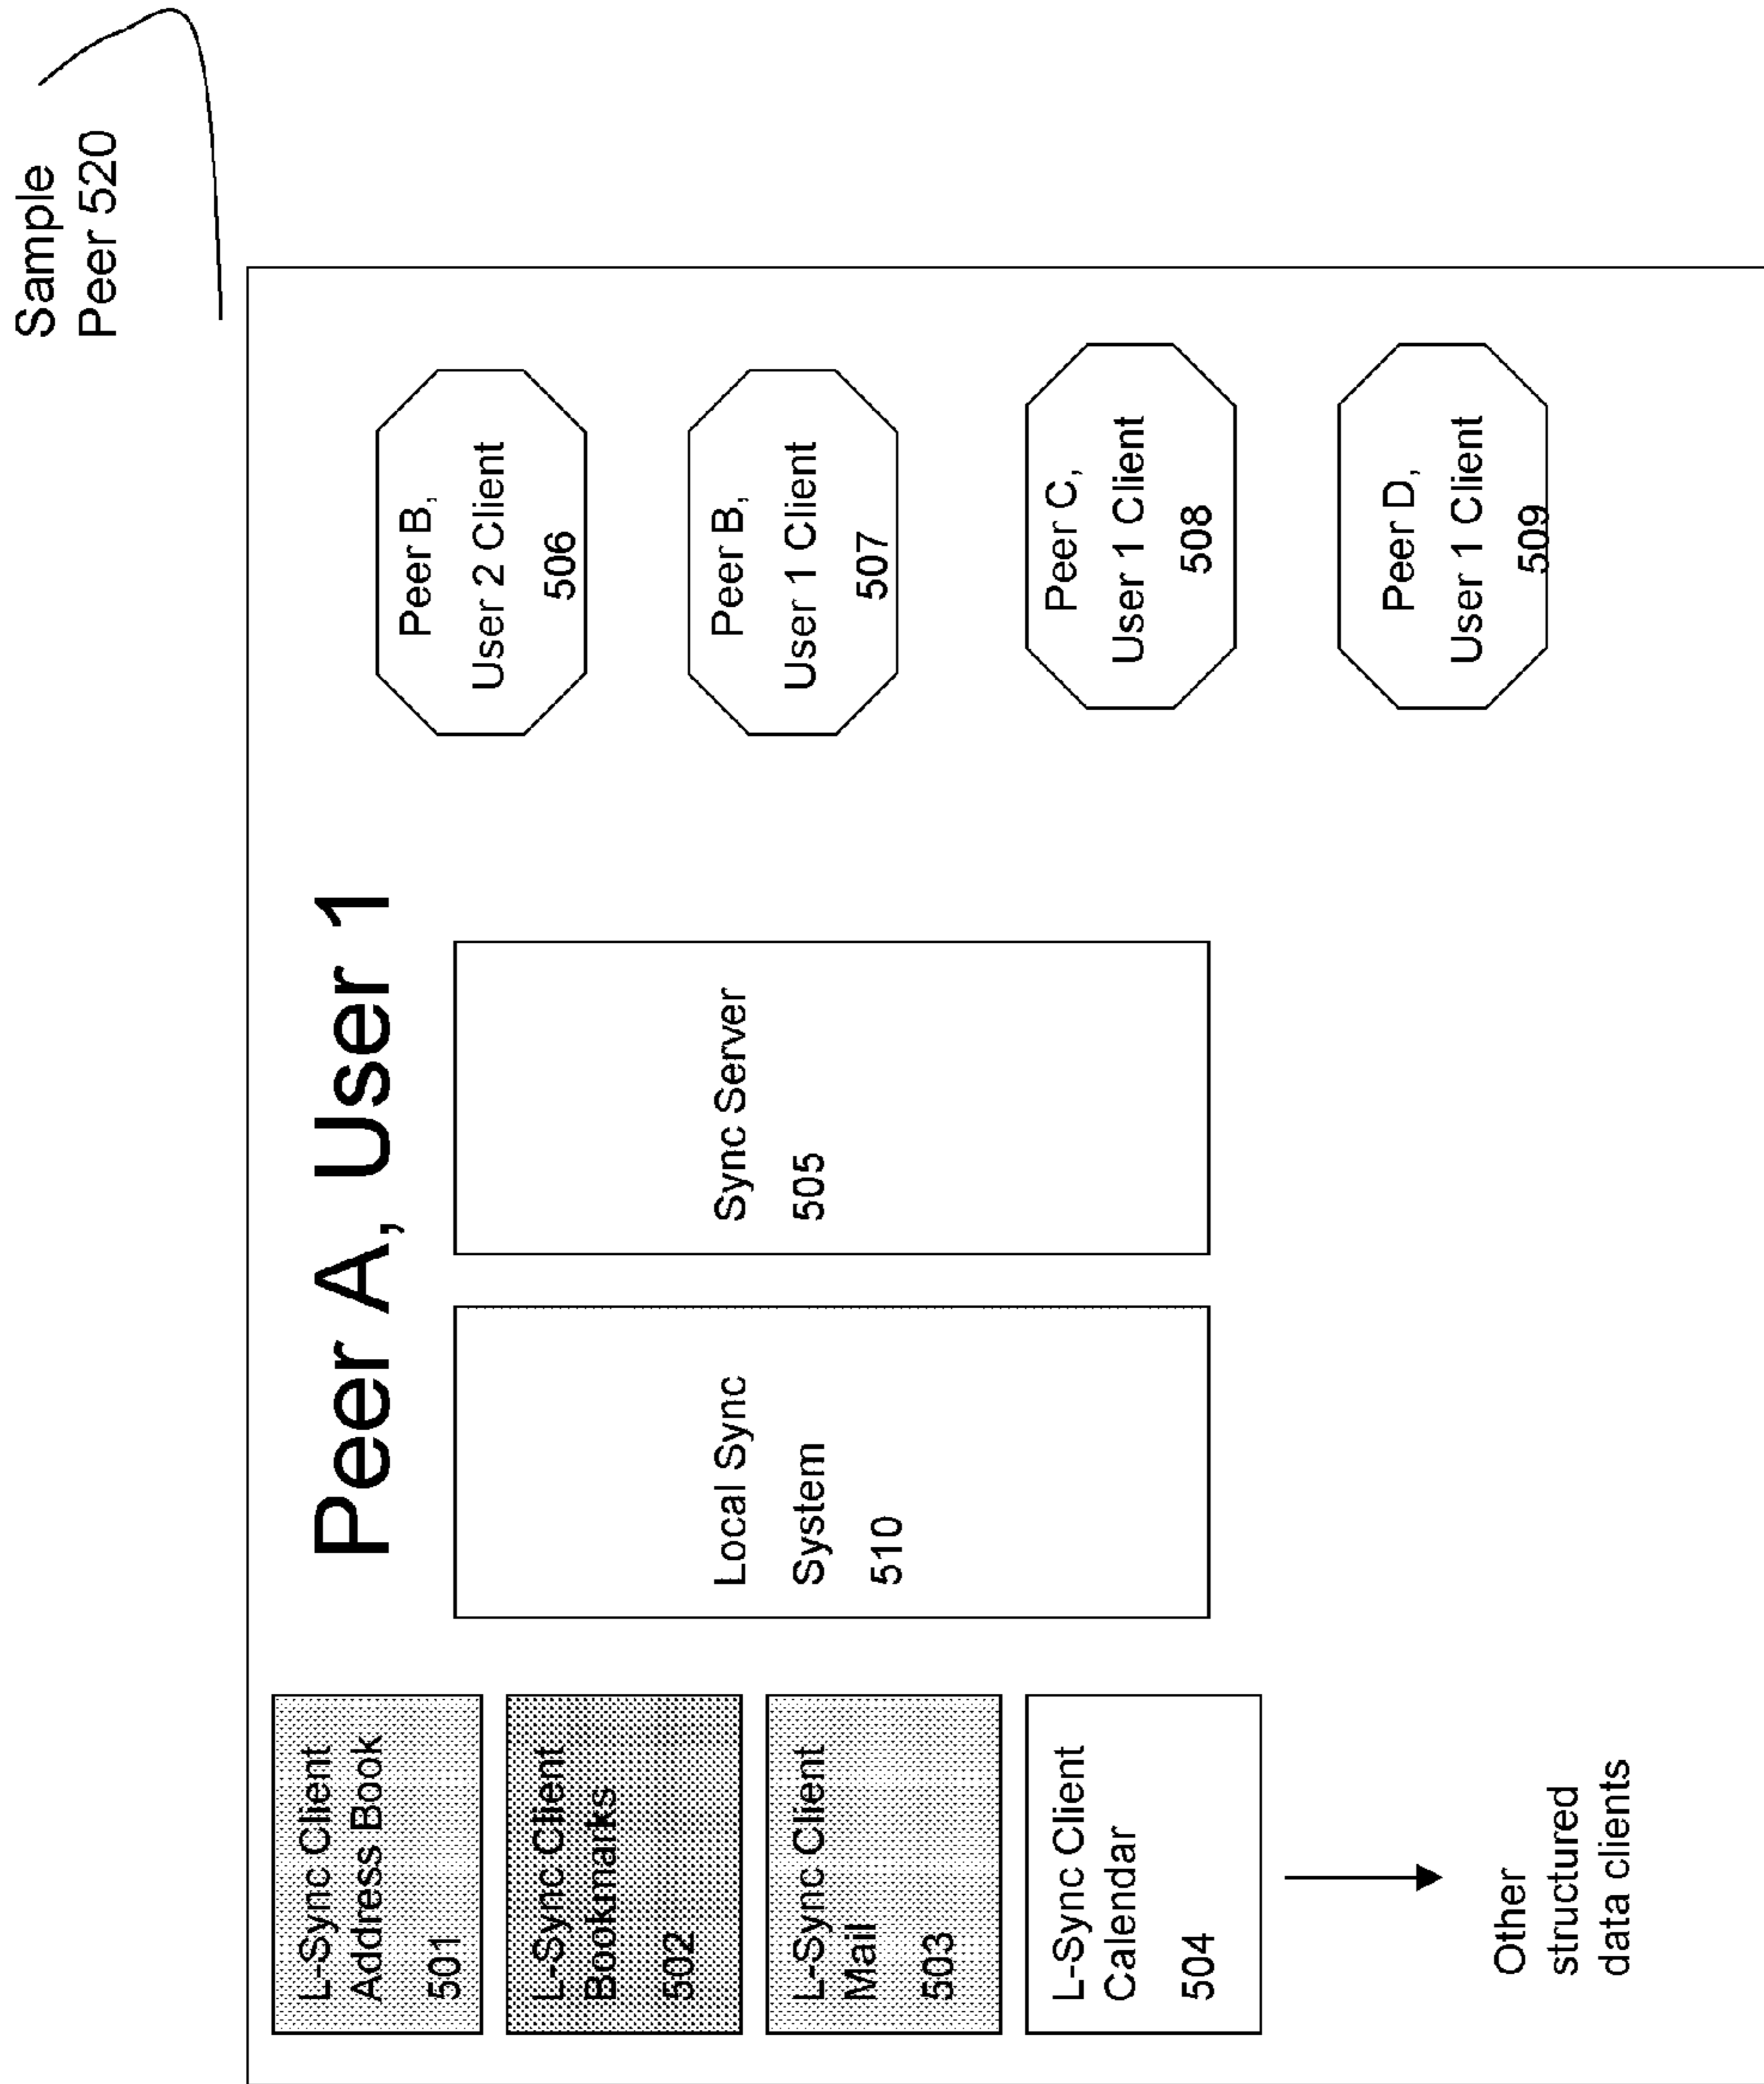 Sample
Peer 520
Peer A, User 1
L-Sync Client
Address Book
501
L-Sync Client
Bookmarks
502
L-Sync Client
Mail
503
L-Sync Client
Calendar
504
Other
structured
data clients
Local Sync
System
510
Sync Server
505
Peer B,
User 2 Client
506
Peer B,
User 1 Client
507
Peer C,
User 1 Client
508
Peer D,
User 1 Client
509